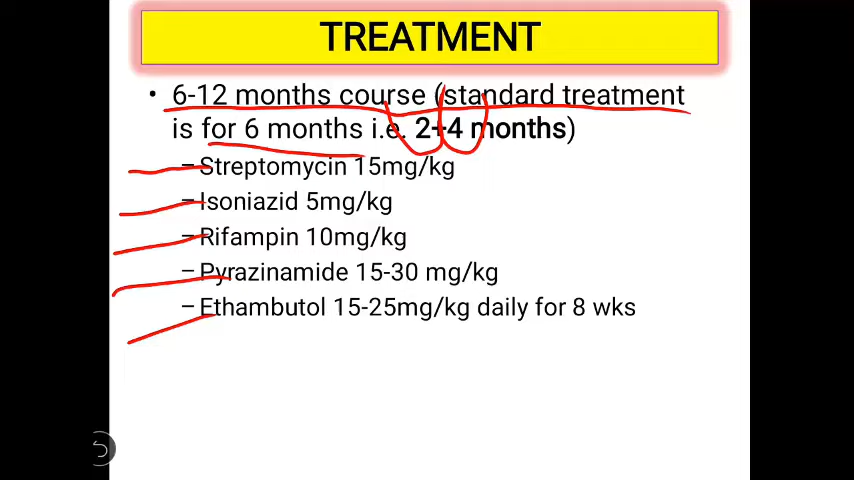 TREATMENT
• 6-12 months course (standard treatment
is for 6 months i.e. 2+4 months)
– Streptomycin 15mg/kg
– Isoniazid 5mg/kg
– Rifampin 10mg/kg
– Pyrazinamide 15-30 mg/kg
– Ethambutol 15-25mg/kg daily for 8 wks